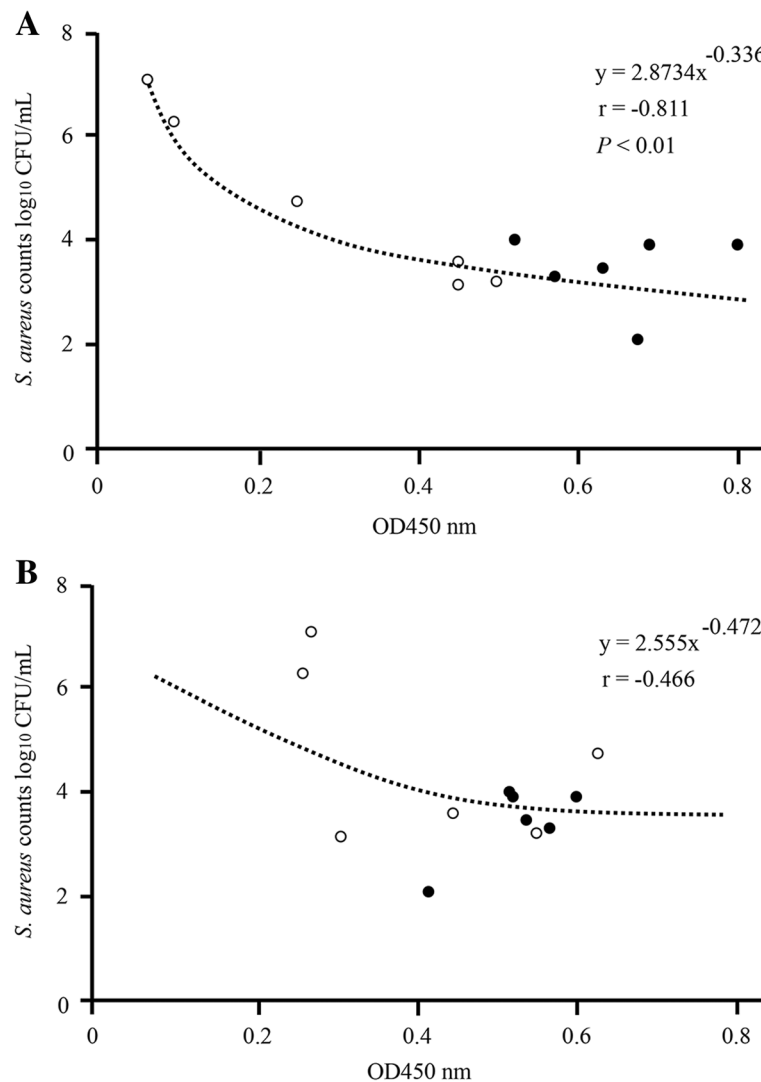 A
8
6
4
2
0
S. aureus counts log10 CFU/mL
y = 2.8734x-0.336
r = -0.811
P < 0.01
0 0.2 0.4 0.6 0.8
OD450 nm
B
8
6
4
2
0
S. aureus counts log10 CFU/mL
y = 2.555x-0.472
r = -0.466
0 0.2 0.4 0.6 0.8
OD450 nm